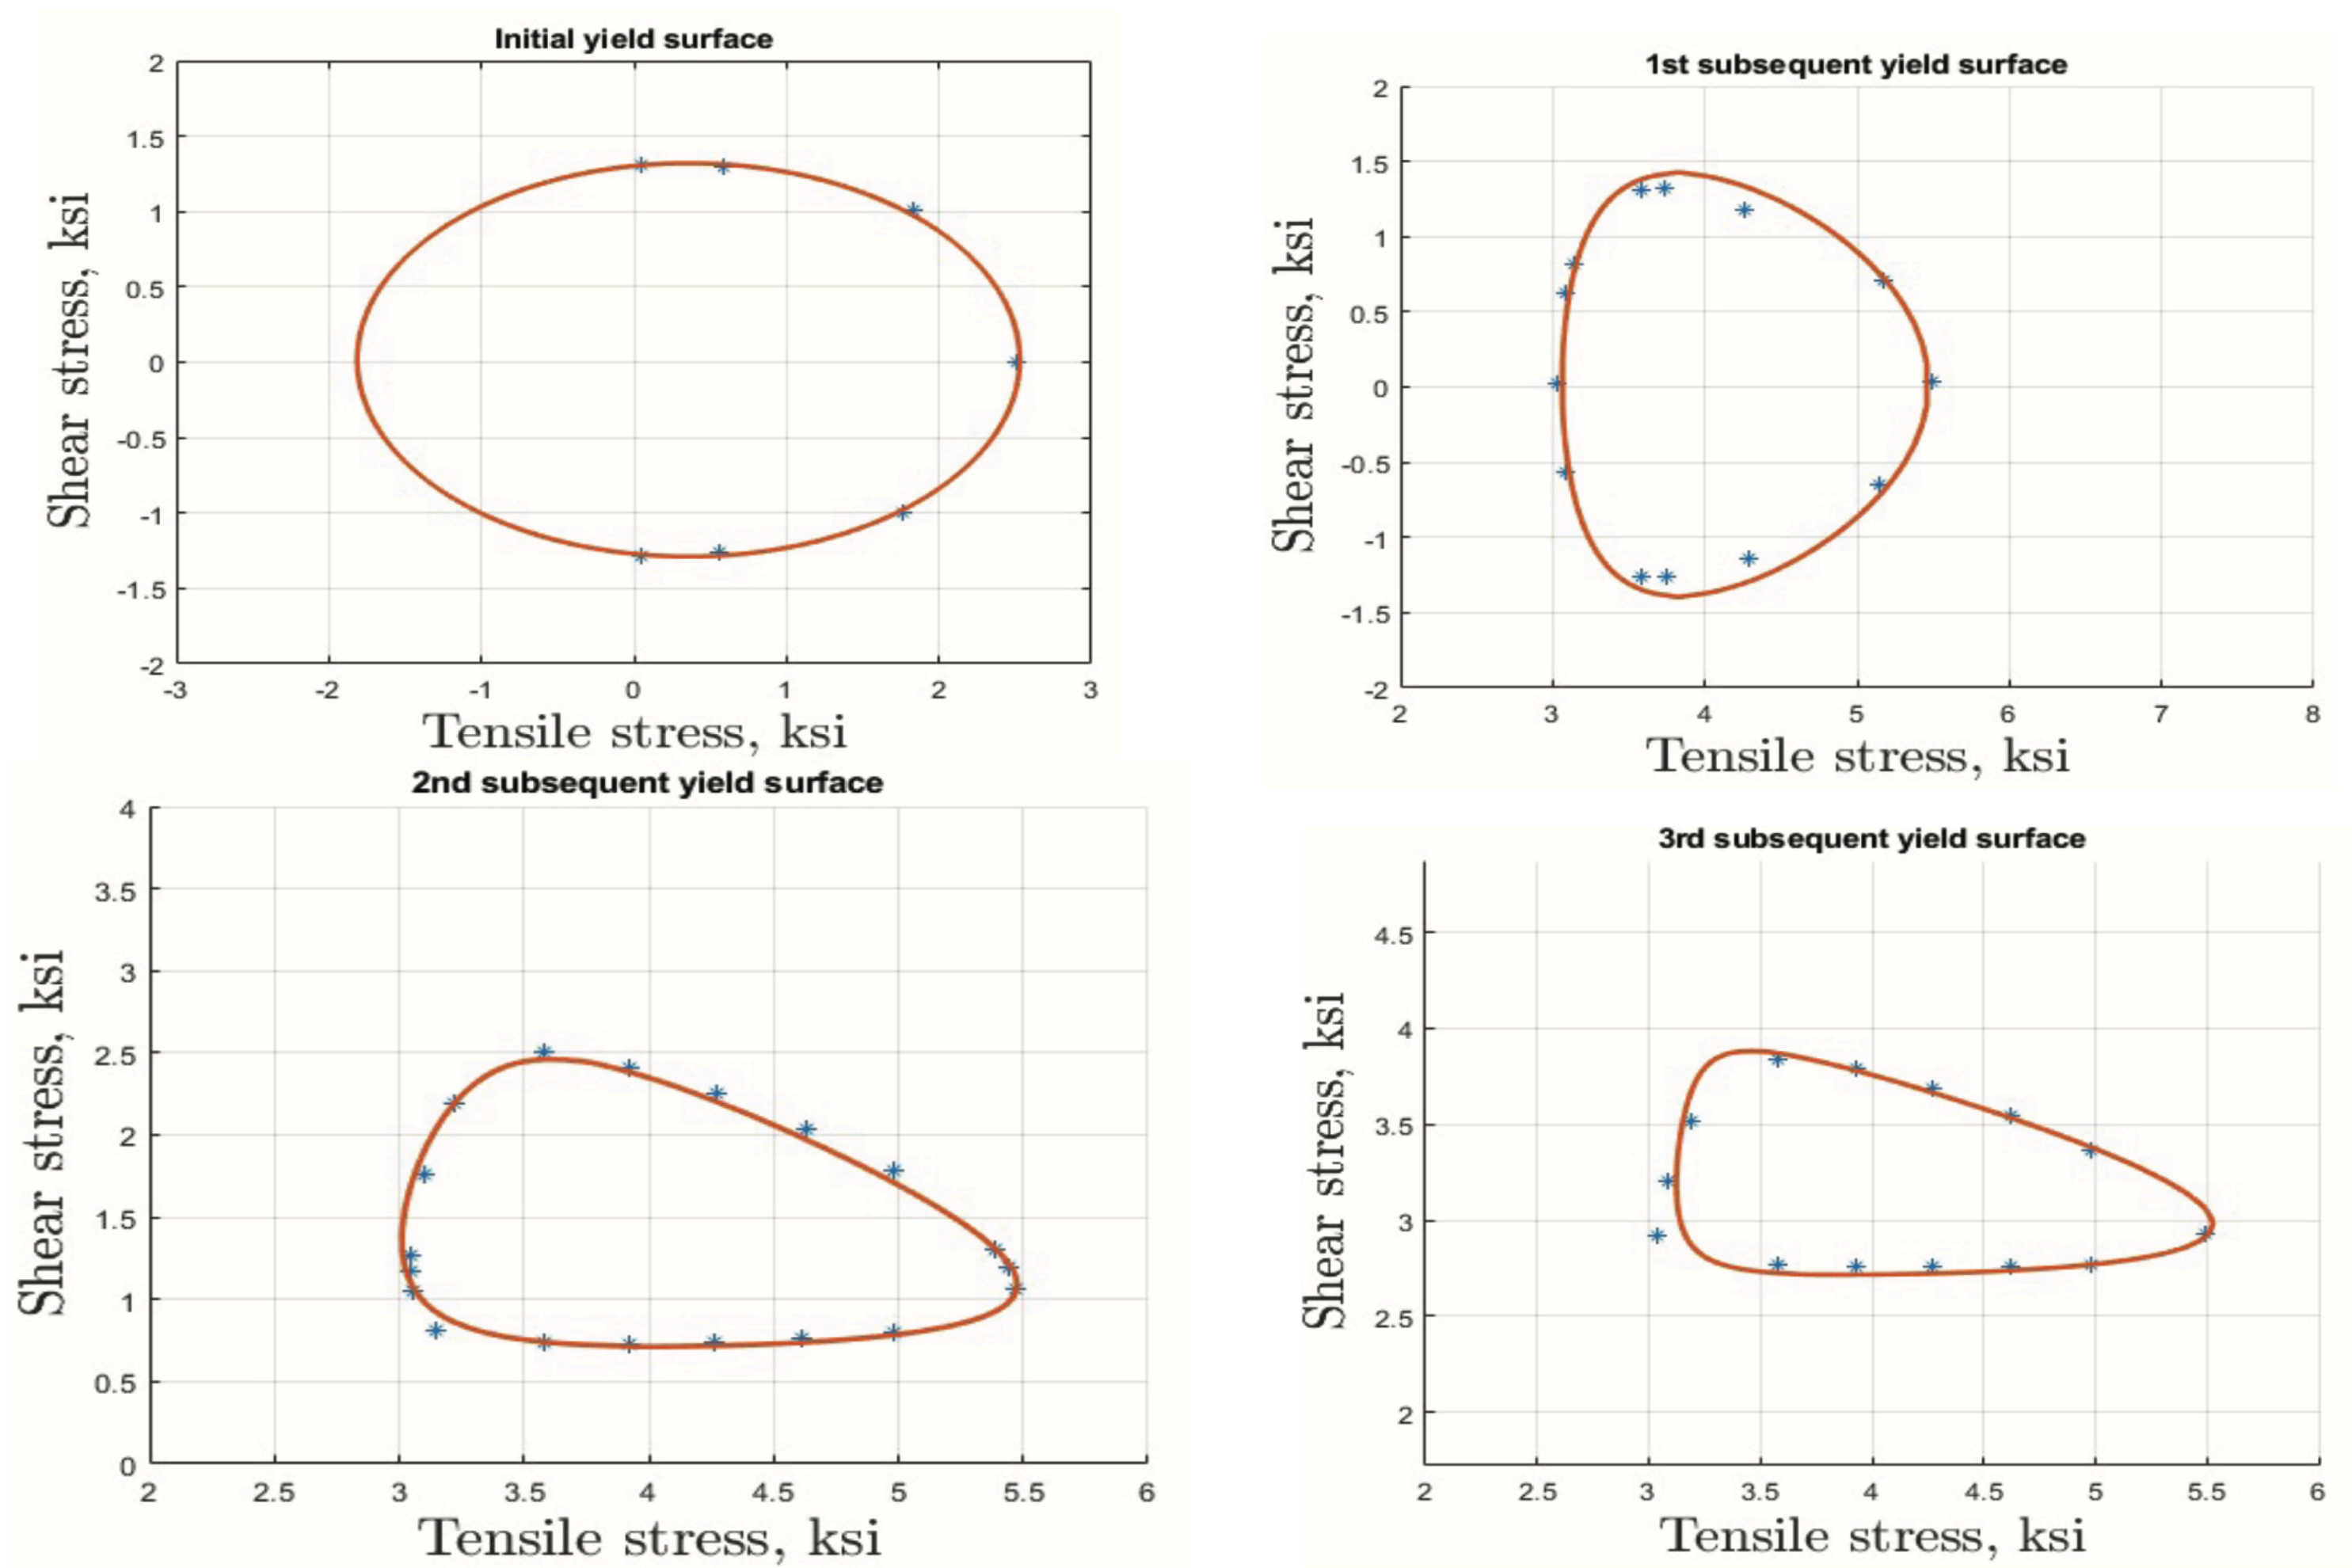 Initial yield surface
2
1.5
1
0.5
0
-0.5
-1
-1.5
-2
-3 -2 -1 0 1 2 3
Shear stress, ksi
Tensile stress, ksi
1st subsequent yield surface
2
1.5
1
0.5
0
-0.5
-1
-1.5
-2
2 3 4 5 6 7 8
Shear stress, ksi
Tensile stress, ksi
2nd subsequent yield surface
4
3.5
3
2.5
2
1.5
1
0.5
0
2 2.5 3 3.5 4 4.5 5 5.5 6
Shear stress, ksi
Tensile stress, ksi
3rd subsequent yield surface
4.5
4
3.5
3
2.5
2
2 2.5 3 3.5 4 4.5 5 5.5 6
Shear stress, ksi
Tensile stress, ksi